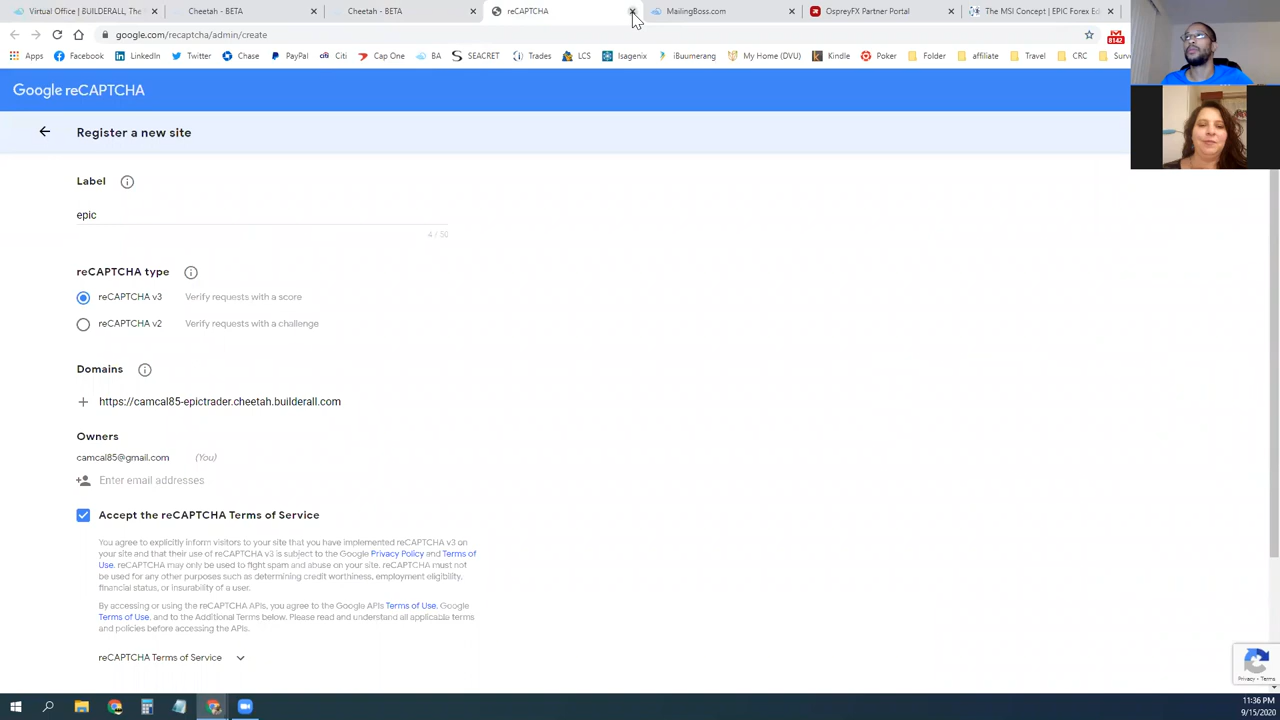 Virtual Office | BUILDERALL, The
Cheetah - BETA
Cheetah - BETA
reCAPTCHA
MailingBoss.com
OspreyFX Partner Portal
The MSI Concept | EPIC Forex Ed
google.com/recaptcha/admin/create
8142
Apps
Facebook
LinkedIn
Twitter
Chase
PayPal
Citi
Cap One
BA
SEACRET
Trades
LCS
Isagenix
iBuumerang
My Home (DVU)
Kindle
Poker
Folder
affiliate
Travel
CRC
Surv
Google reCAPTCHA
Register a new site
Label
epic
4 / 50
reCAPTCHA type
reCAPTCHA v3 Verify requests with a score
reCAPTCHA v2 Verify requests with a challenge
Domains
https://camcal85-epictrader.cheetah.builderall.com
Owners
camcal85@gmail.com (You)
Enter email addresses
Accept the reCAPTCHA Terms of Service
You agree to explicitly inform visitors to your site that you have implemented reCAPTCHA v3 on
your site and that their use of reCAPTCHA v3 is subject to the Google Privacy Policy and Terms of
Use. reCAPTCHA may only be used to fight spam and abuse on your site. reCAPTCHA must not
be used for any other purposes such as determining credit worthiness, employment eligibility,
financial status, or insurability of a user.
By accessing or using the reCAPTCHA APIs, you agree to the Google APIs Terms of Use, Google
Terms of Use, and to the Additional Terms below. Please read and understand all applicable terms
and policies before accessing the APIs.
reCAPTCHA Terms of Service
Privacy - Terms
11:36 PM
9/15/2020